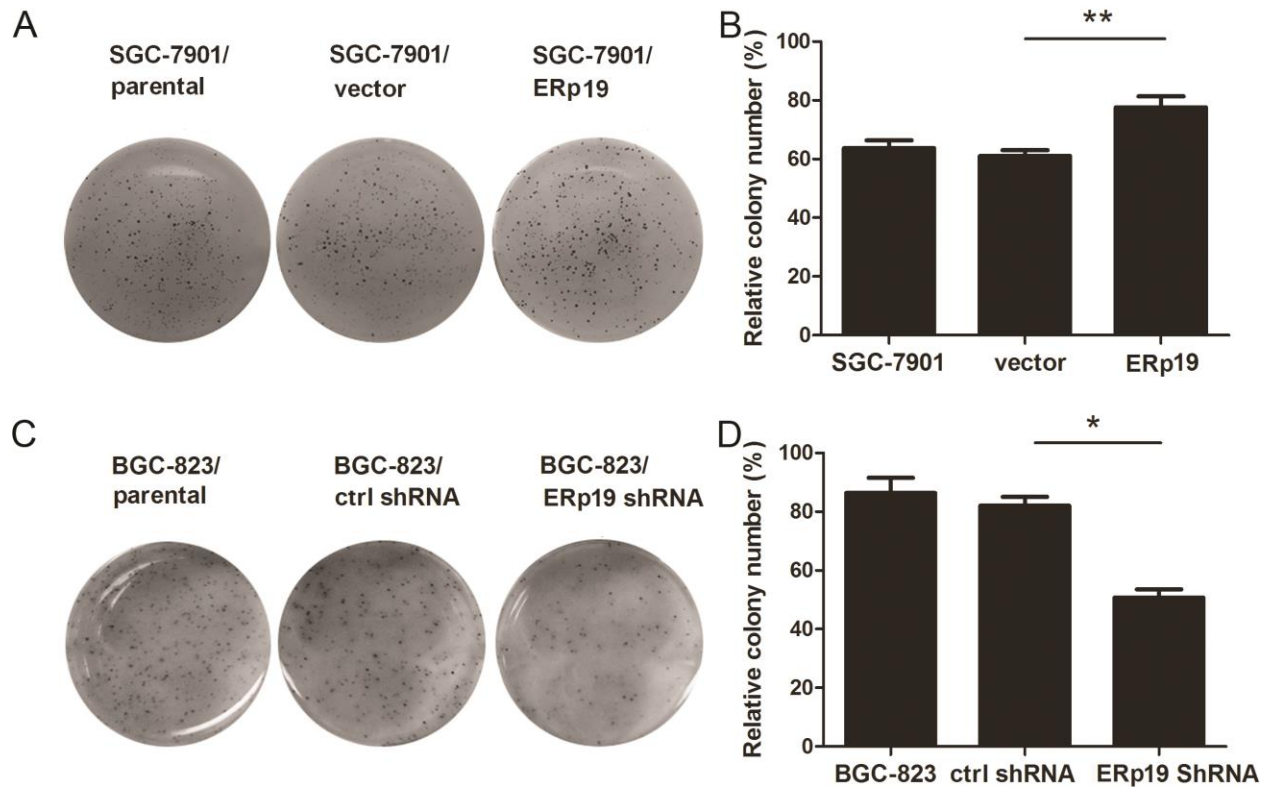 A
SGC-7901/
parental
SGC-7901/
vector
SGC-7901/
ERp19
B
Relative colony number (%)
100
80
60
40
20
0
**
SGC-7901
vector
ERp19
C
BGC-823/
parental
BGC-823/
ctrl shRNA
BGC-823/
ERp19 shRNA
D
Relative colony number (%)
100
80
60
40
20
0
*
BGC-823
ctrl shRNA
ERp19 ShRNA